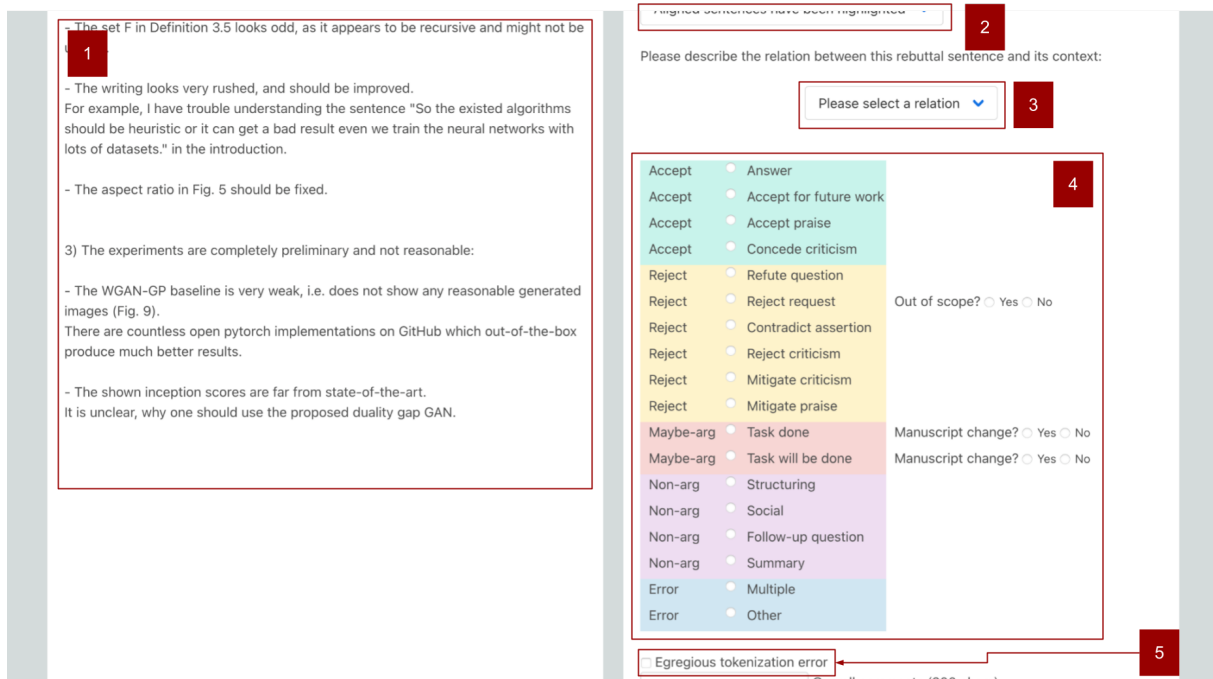 - The set F in Definition 3.5 looks odd, as it appears to be recursive and might not be
1
- The writing looks very rushed, and should be improved.
For example, I have trouble understanding the sentence "So the existed algorithms
should be heuristic or it can get a bad result even we train the neural networks with
lots of datasets." in the introduction.
- The aspect ratio in Fig. 5 should be fixed.
3) The experiments are completely preliminary and not reasonable:
- The WGAN-GP baseline is very weak, i.e. does not show any reasonable generated
images (Fig. 9).
There are countless open pytorch implementations on GitHub which out-of-the-box
produce much better results.
- The shown inception scores are far from state-of-the-art.
It is unclear, why one should use the proposed duality gap GAN.
Aligned sentences have been highlighted
2
Please describe the relation between this rebuttal sentence and its context:
Please select a relation
3
4
Accept Answer
Accept Accept for future work
Accept Accept praise
Accept Concede criticism
Reject Refute question
Reject Reject request Out of scope? Yes No
Reject Contradict assertion
Reject Reject criticism
Reject Mitigate criticism
Reject Mitigate praise
Maybe-arg Task done Manuscript change? Yes No
Maybe-arg Task will be done Manuscript change? Yes No
Non-arg Structuring
Non-arg Social
Non-arg Follow-up question
Non-arg Summary
Error Multiple
Error Other
Egregious tokenization error
5